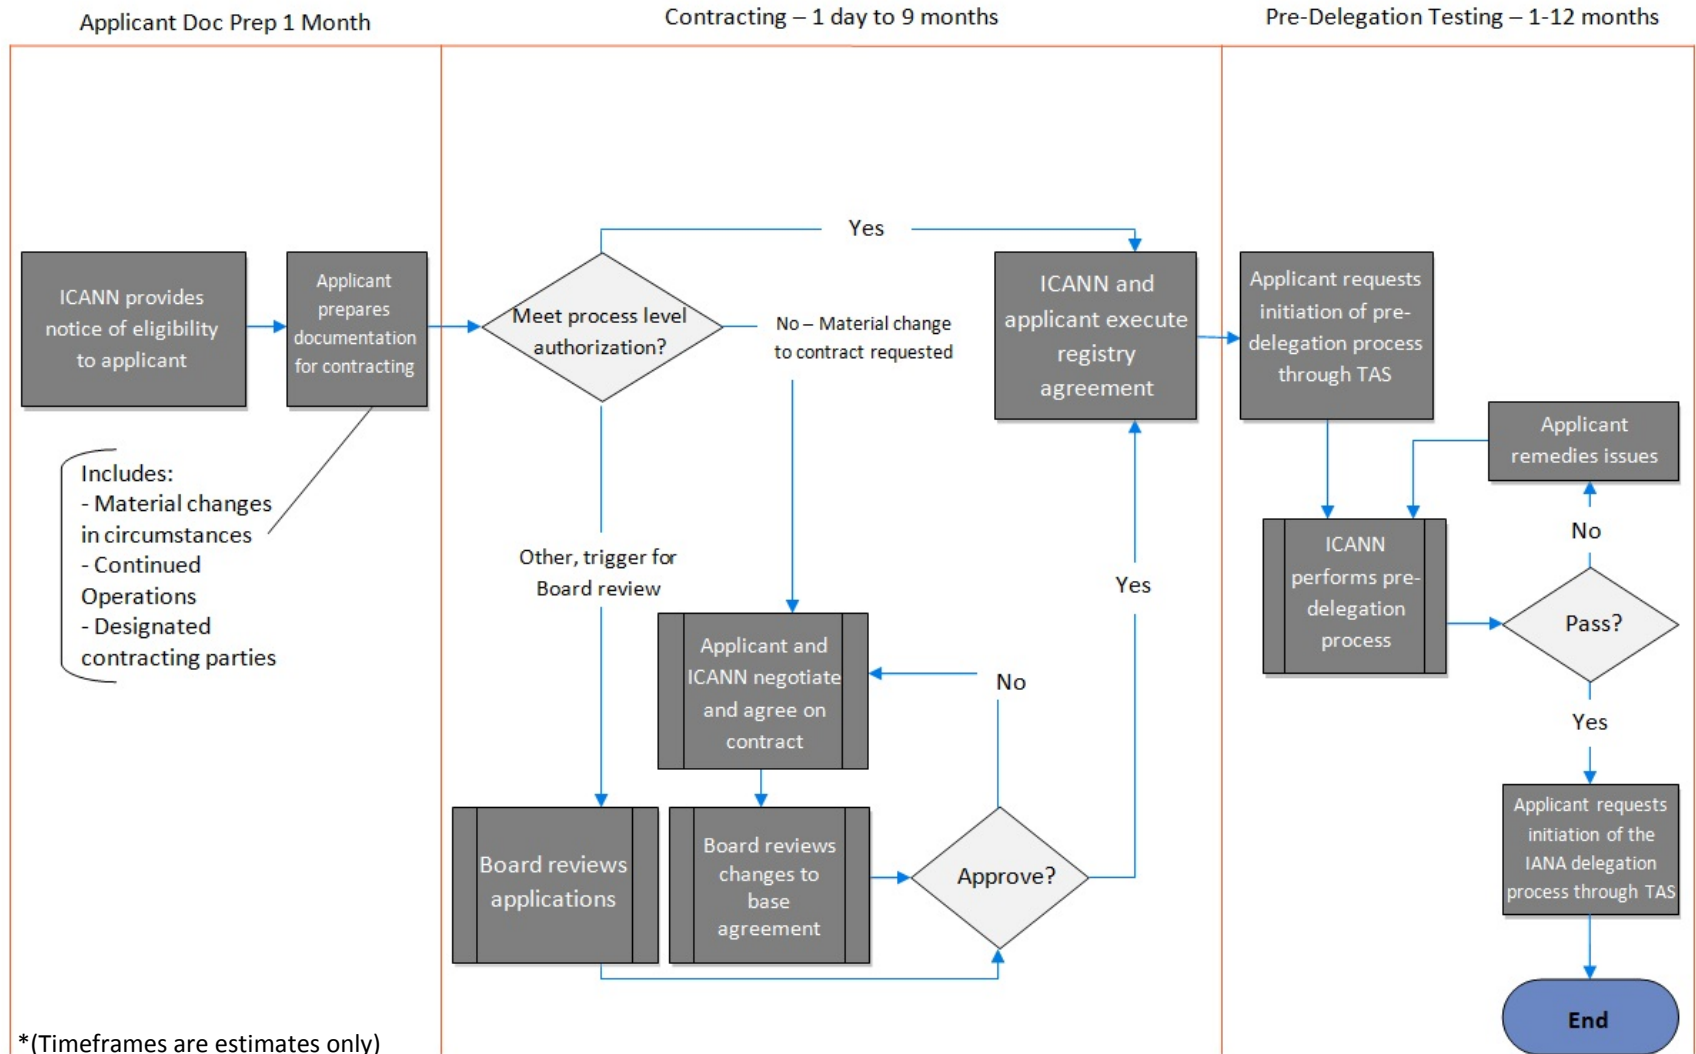 Applicant Doc Prep 1 Month
Contracting – 1 day to 9 months
Pre-Delegation Testing – 1-12 months
ICANN provides
notice of eligibility
to applicant
Applicant
prepares
documentation
for contracting
Includes:
- Material changes
in circumstances
- Continued
Operations
- Designated
contracting parties
Meet process level
authorization?
Yes
No – Material change
to contract requested
Other, trigger for
Board review
Applicant and
ICANN negotiate
and agree on
contract
Board reviews
applications
Board reviews
changes to
base
agreement
Approve?
No
Yes
ICANN and
applicant execute
registry
agreement
Applicant requests
initiation of pre-
delegation process
through TAS
ICANN
performs pre-
delegation
process
Applicant
remedies issues
No
Pass?
Yes
Applicant requests
initiation of the
IANA delegation
process through TAS
End
*(Timeframes are estimates only)